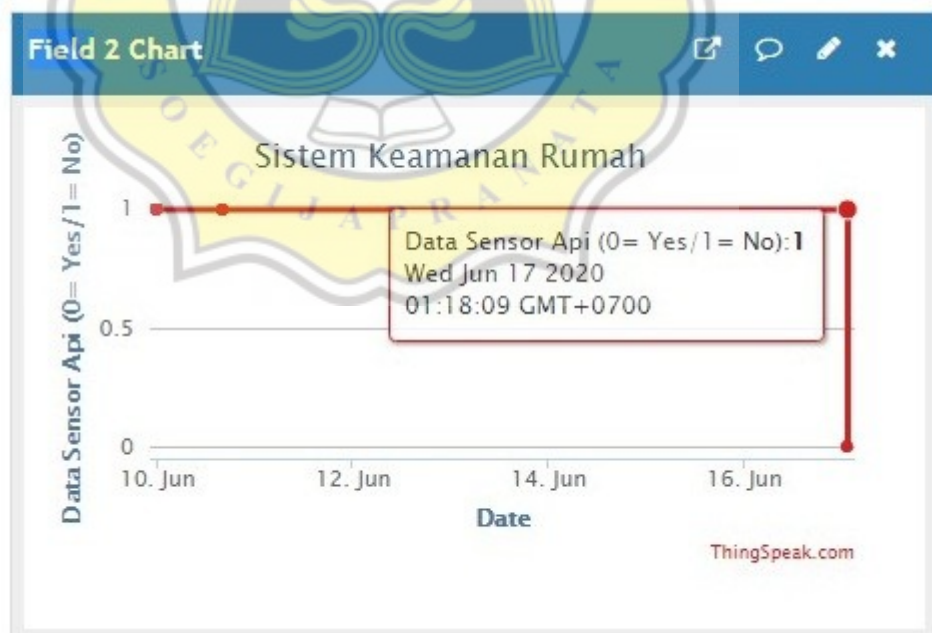 Field 2 Chart
SOEGIJAPRANATA
Sistem Keamanan Rumah
Data Sensor Api (0= Yes/1= No)
1
0.5
0
Data Sensor Api (0= Yes/1= No):1
Wed Jun 17 2020
01:18:09 GMT+0700
10. Jun
12. Jun
14. Jun
16. Jun
Date
ThingSpeak.com